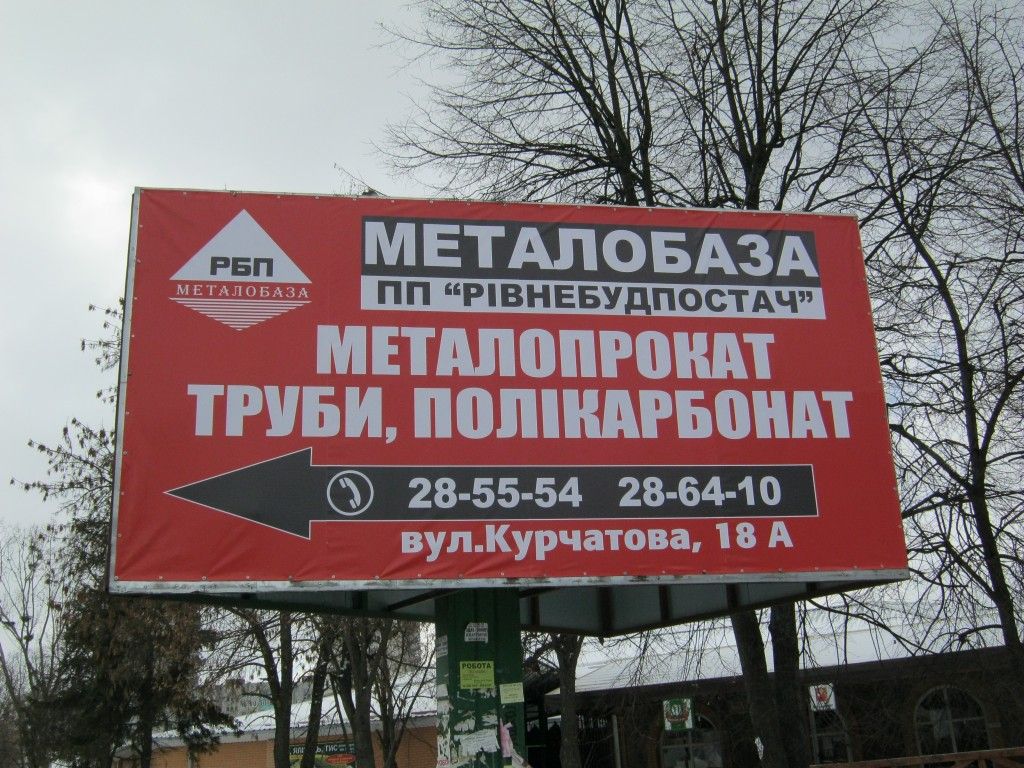 РБП
МЕТАЛОБАЗА
МЕТАЛОБАЗА
ПП “РІВНЕБУДПОСТАЧ”
МЕТАЛОПРОКАТ
ТРУБИ, ПОЛІКАРБОНАТ
28-55-54 28-64-10
вул.Курчатова, 18 А
РОБОТА